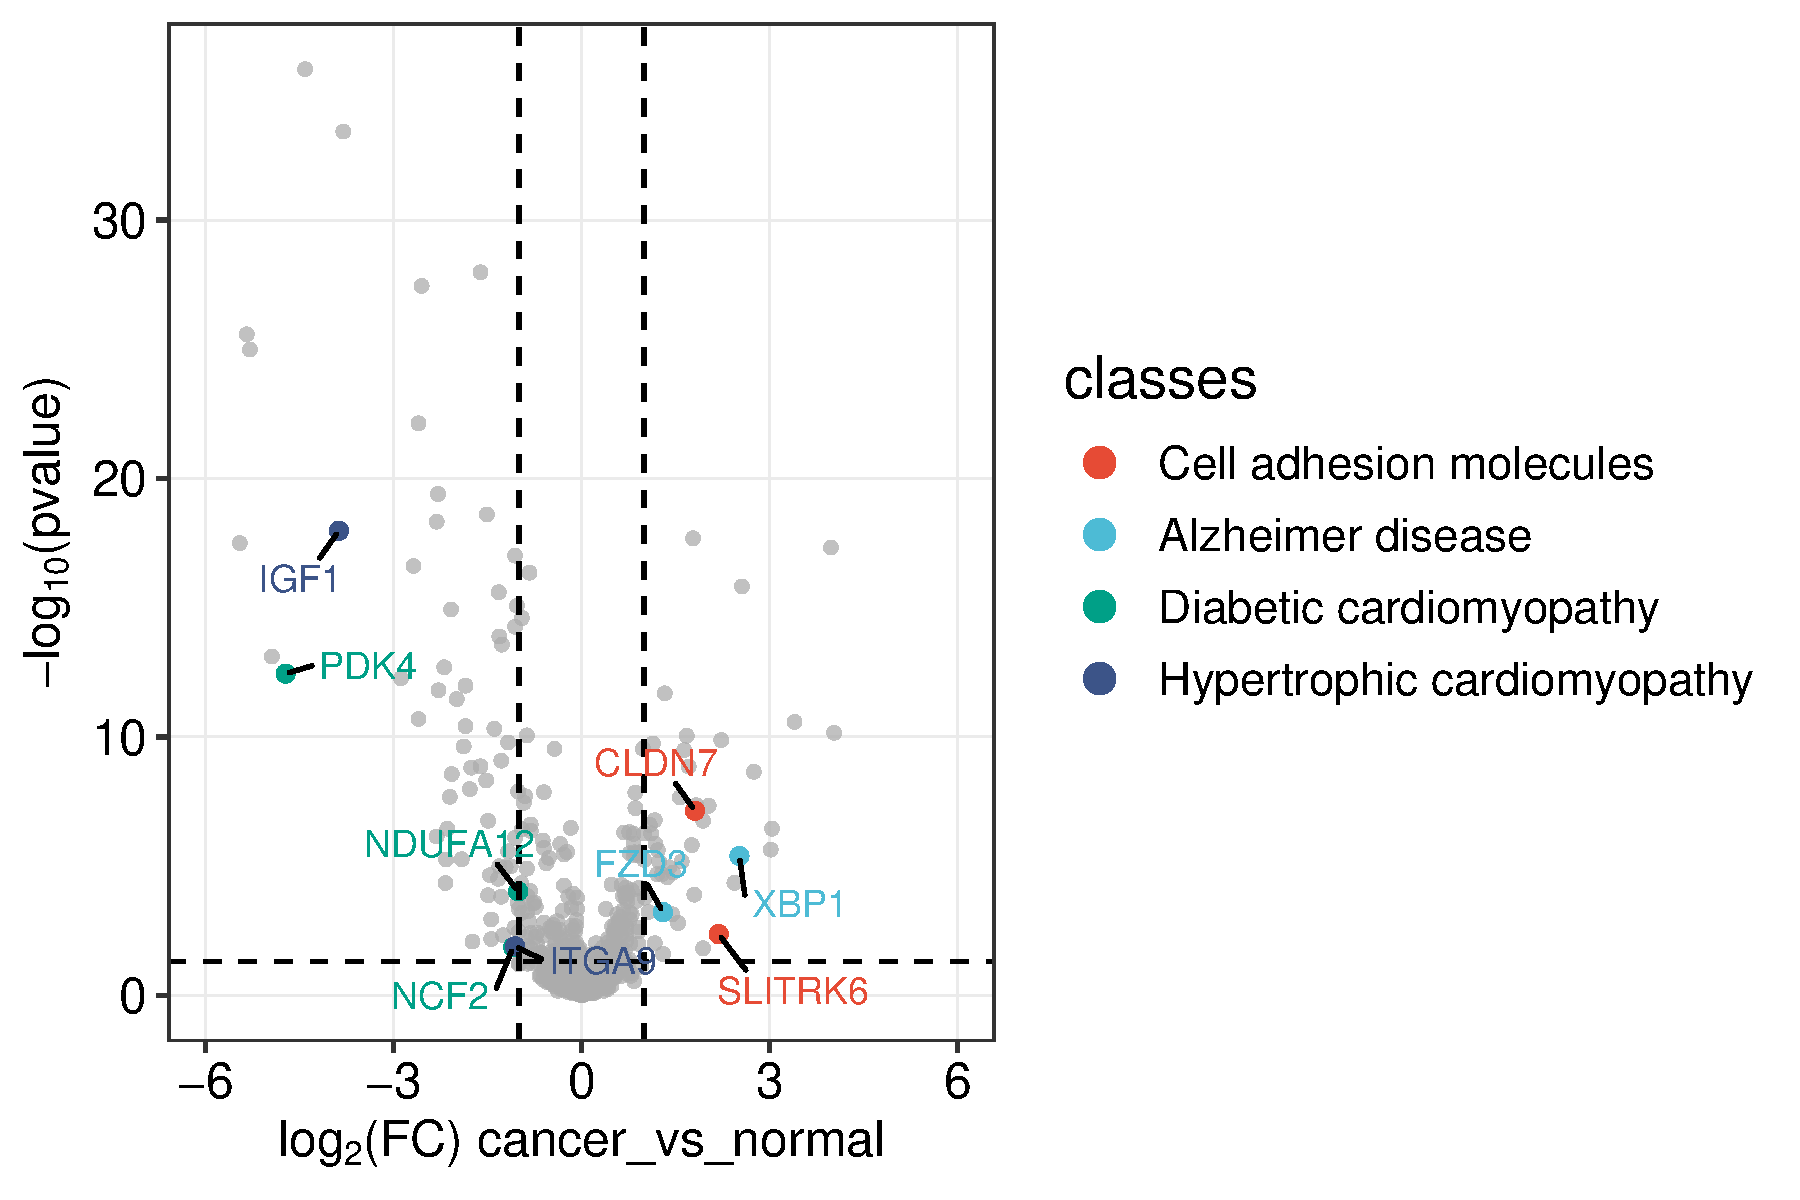 −log10(pvalue)
30
20
10
0
IGF1
PDK4
CLDN7
NDUFA12
FZD3
XBP1
ITGA9
NCF2
SLITRK6
−6
−3
0
3
6
log2(FC) cancer_vs_normal
classes
Cell adhesion molecules
Alzheimer disease
Diabetic cardiomyopathy
Hypertrophic cardiomyopathy